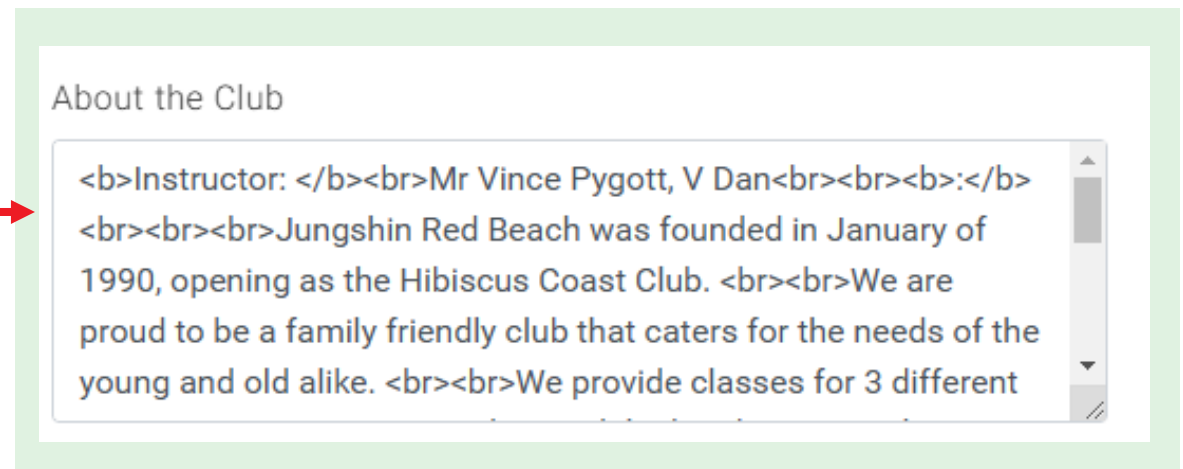 About the Club
<b>Instructor: </b><br>Mr Vince Pygott, V Dan<br><br><b>:</b>
<br><br><br>Jungshin Red Beach was founded in January of
1990, opening as the Hibiscus Coast Club. <br><br>We are
proud to be a family friendly club that caters for the needs of the
young and old alike. <br><br>We provide classes for 3 different